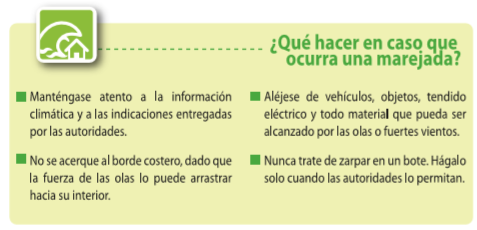 ¿Qué hacer en caso que
ocurra una marejada?
Manténgase atento a la información
climática y a las indicaciones entregadas
por las autoridades.
No se acerque al borde costero, dado que
la fuerza de las olas lo puede arrastrar
hacia su interior.
Aléjese de vehículos, objetos, tendido
eléctrico y todo material que pueda ser
alcanzado por las olas o fuertes vientos.
Nunca trate de zarpar en un bote. Hágalo
solo cuando las autoridades lo permitan.